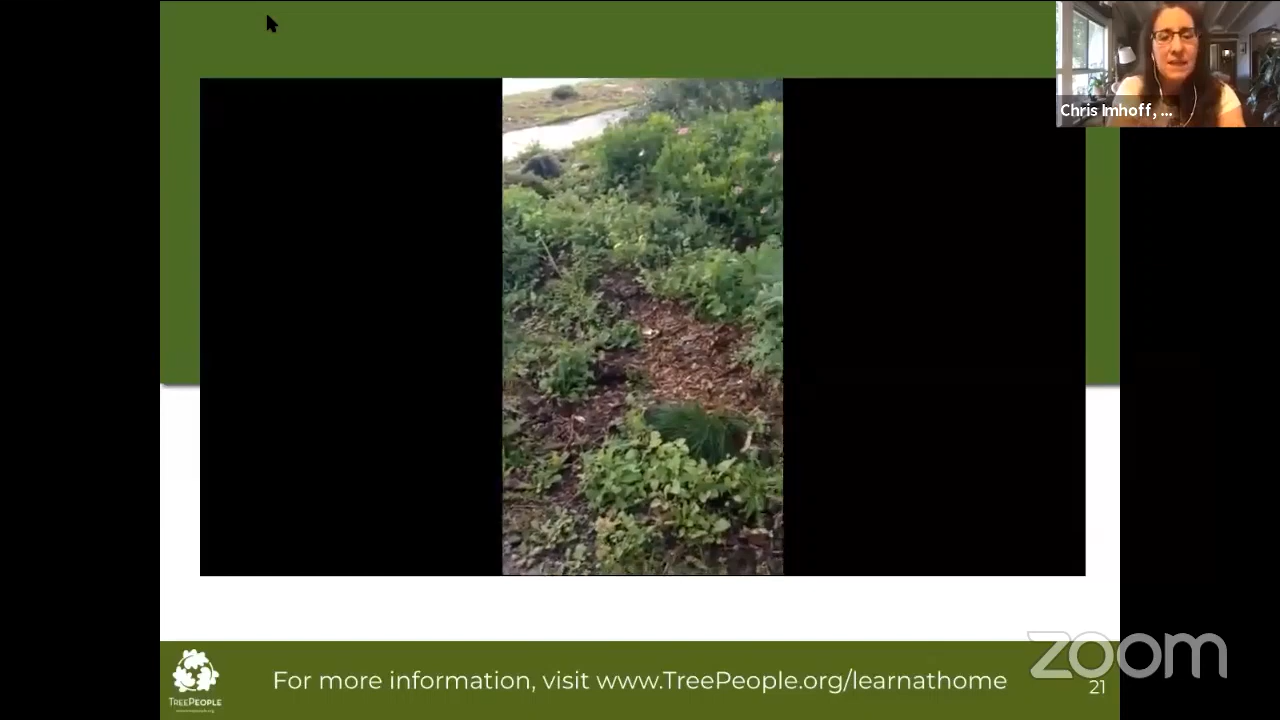 Chris Imhoff, ...
For more information, visit www.TreePeople.org/learnathome
21
TREEPEOPLE
zoom